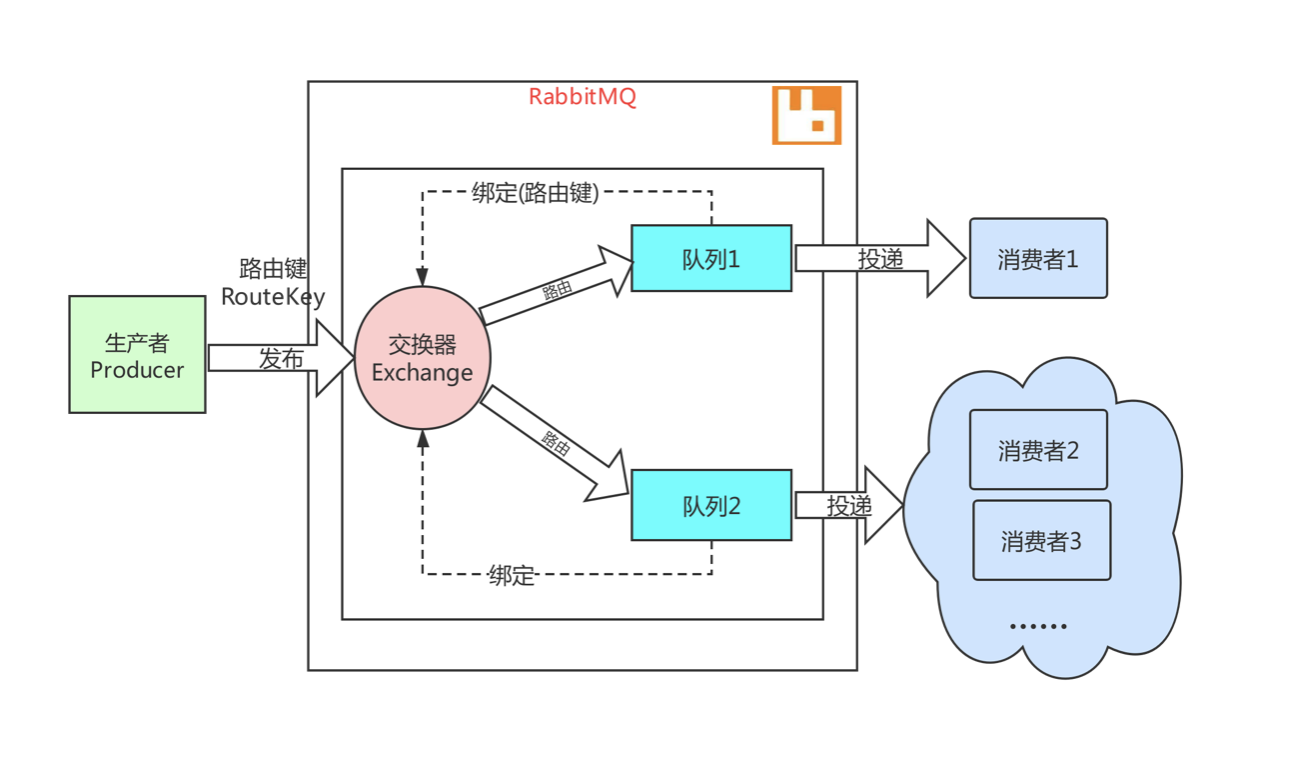 RabbitMQ
绑定(路由键)
路由键
RouteKey
生产者
Producer
发布
交换器
Exchange
路由
路由
队列1
投递
消费者1
队列2
投递
绑定
消费者2
消费者3
......